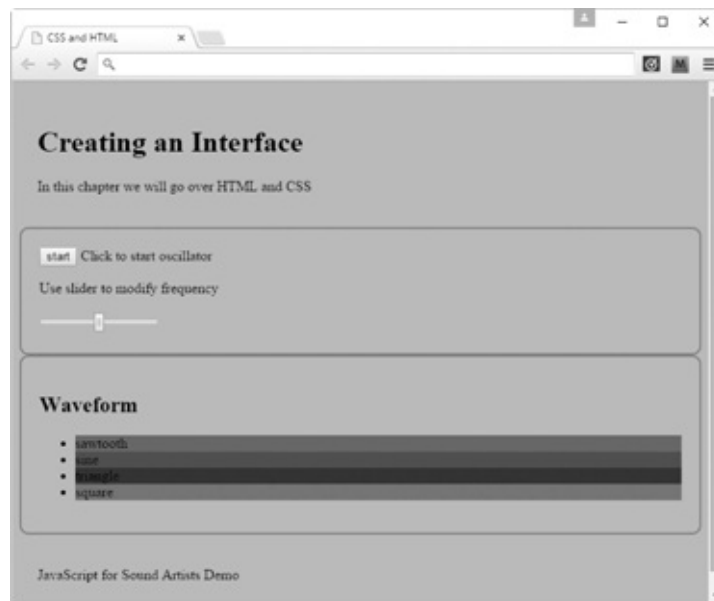 CSS and HTML
Creating an Interface
In this chapter we will go over HTML and CSS
start Click to start oscillator
Use slider to modify frequency
Waveform
sawtooth
sine
triangle
square
JavaScript for Sound Artists Demo